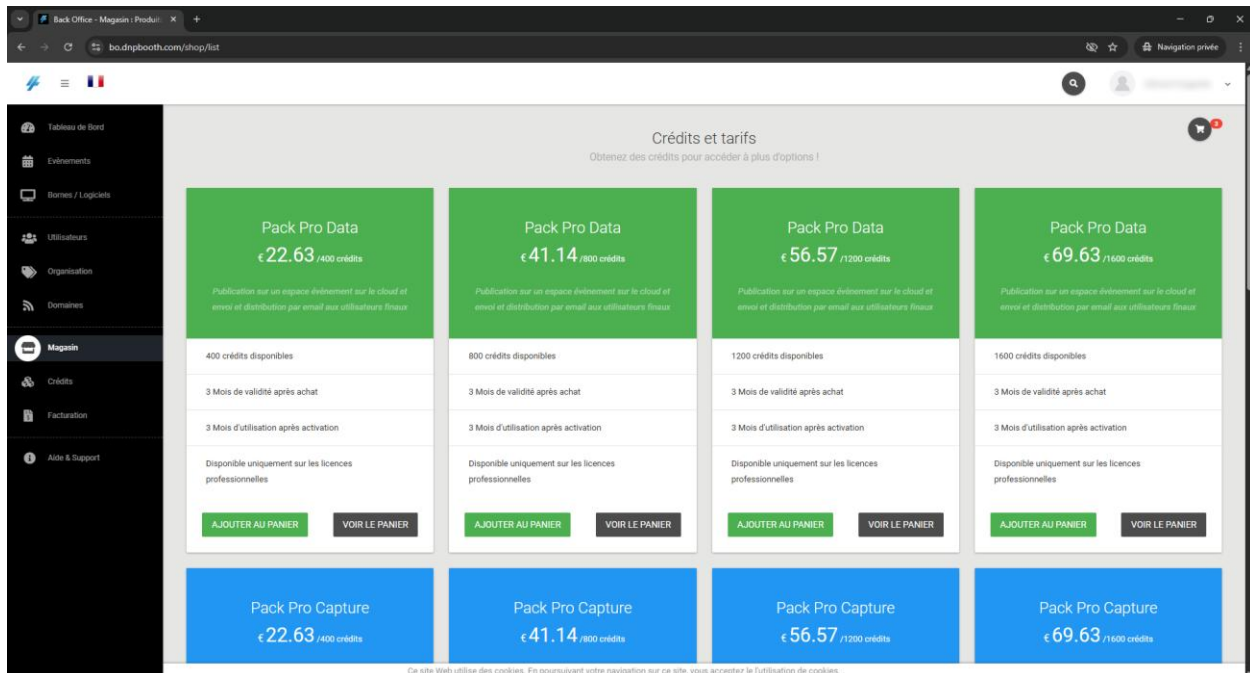 Back Office - Magasin : Produit
bo.dnpbooth.com/shop/list
Navigation privée
Tableau de Bord
Evènements
Bornes / Logiciels
Utilisateurs
Organisation
Domaines
Magasin
Crédits
Facturation
Aide & Support
3
Crédits et tarifs
Obtenez des crédits pour accéder à plus d'options !
Pack Pro Data
€ 22.63 /400 crédits
Publication sur un espace évènement sur le cloud et
envoi et distribution par email aux utilisateurs finaux
400 crédits disponibles
3 Mois de validité après achat
3 Mois d'utilisation après activation
Disponible uniquement sur les licences
professionnelles
AJOUTER AU PANIER VOIR LE PANIER
Pack Pro Data
€ 41.14 /800 crédits
Publication sur un espace évènement sur le cloud et
envoi et distribution par email aux utilisateurs finaux
800 crédits disponibles
3 Mois de validité après achat
3 Mois d'utilisation après activation
Disponible uniquement sur les licences
professionnelles
AJOUTER AU PANIER VOIR LE PANIER
Pack Pro Data
€ 56.57 /1200 crédits
Publication sur un espace évènement sur le cloud et
envoi et distribution par email aux utilisateurs finaux
1200 crédits disponibles
3 Mois de validité après achat
3 Mois d'utilisation après activation
Disponible uniquement sur les licences
professionnelles
AJOUTER AU PANIER VOIR LE PANIER
Pack Pro Data
€ 69.63 /1600 crédits
Publication sur un espace évènement sur le cloud et
envoi et distribution par email aux utilisateurs finaux
1600 crédits disponibles
3 Mois de validité après achat
3 Mois d'utilisation après activation
Disponible uniquement sur les licences
professionnelles
AJOUTER AU PANIER VOIR LE PANIER
Pack Pro Capture
€ 22.63 /400 crédits
Pack Pro Capture
€ 41.14 /800 crédits
Pack Pro Capture
€ 56.57 /1200 crédits
Pack Pro Capture
€ 69.63 /1600 crédits
Ce site Web utilise des cookies. En poursuivant votre navigation sur ce site, vous acceptez le l'utilisation de cookies.